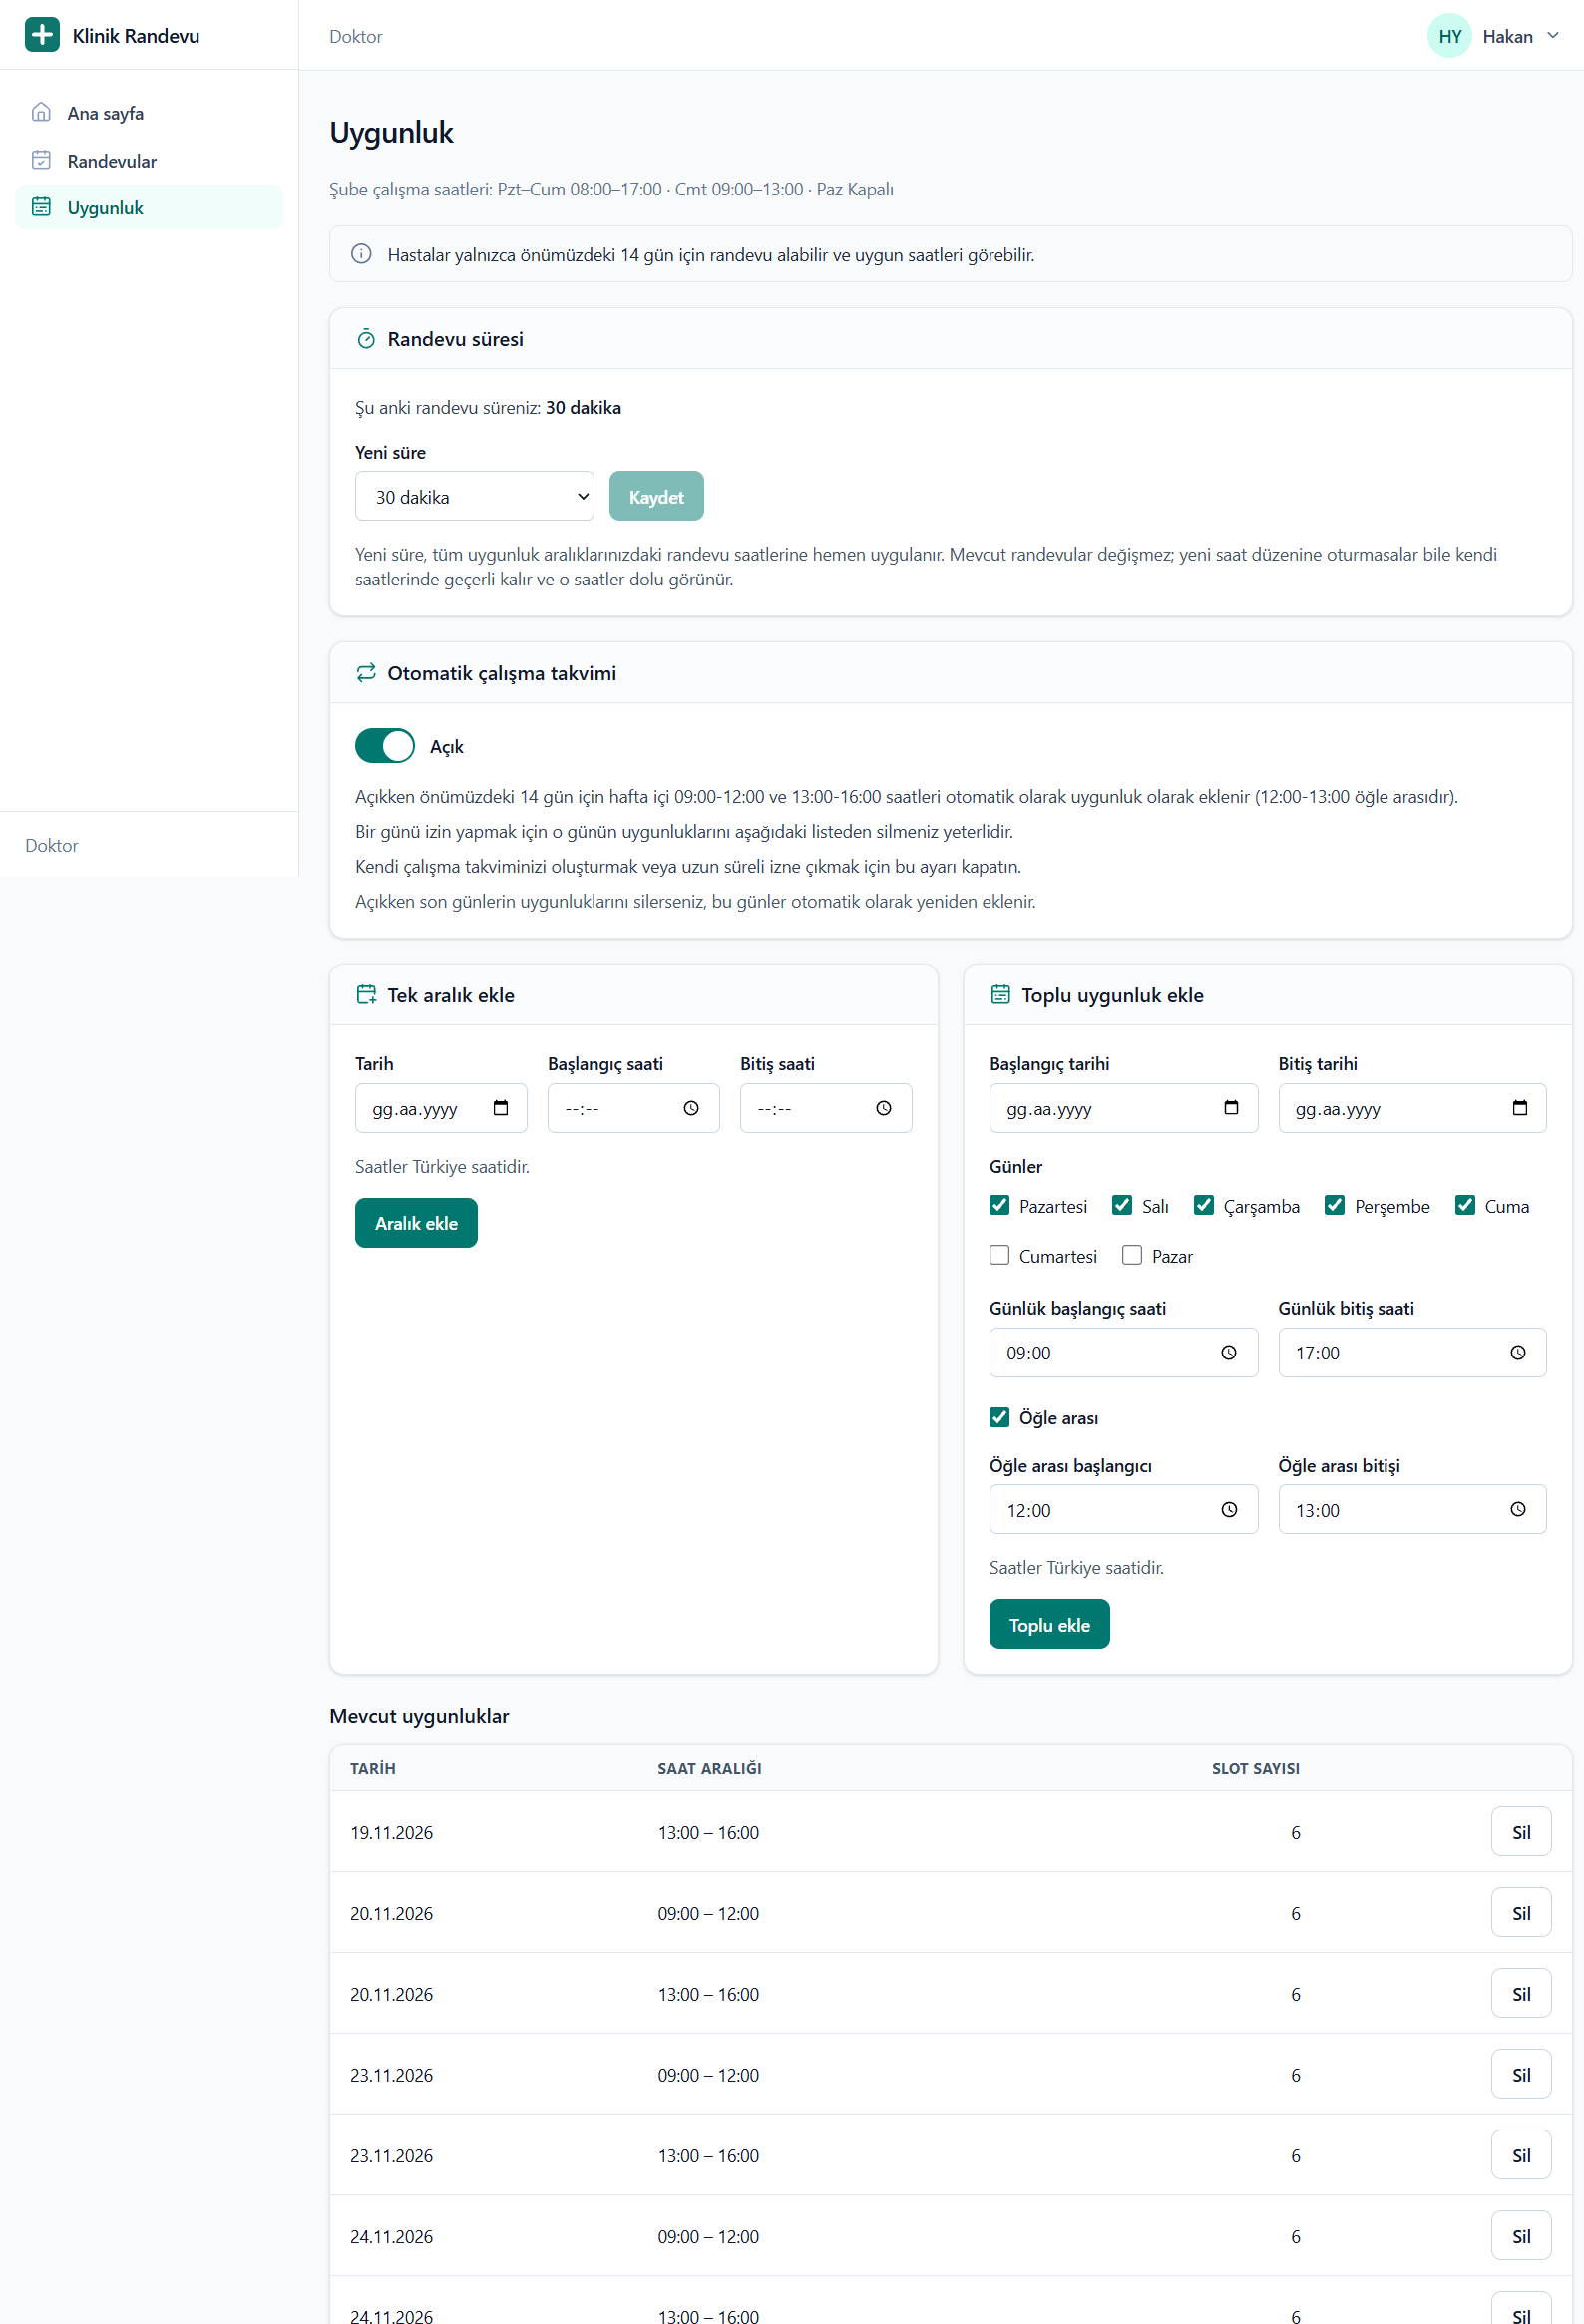 Klinik Randevu
Doktor
HY Hakan
Ana sayfa
Randevular
Uygunluk
Doktor
Uygunluk
Şube çalışma saatleri: Pzt–Cum 08:00–17:00 · Cmt 09:00–13:00 · Paz Kapalı
Hastalar yalnızca önümüzdeki 14 gün için randevu alabilir ve uygun saatleri görebilir.
Randevu süresi
Şu anki randevu süreniz: 30 dakika
Yeni süre
30 dakika Kaydet
Yeni süre, tüm uygunluk aralıklarınızdaki randevu saatlerine hemen uygulanır. Mevcut randevular değişmez; yeni saat düzenine oturmasalar bile kendi
saatlerinde geçerli kalır ve o saatler dolu görünür.
Otomatik çalışma takvimi
Açık
Açıkken önümüzdeki 14 gün için hafta içi 09:00-12:00 ve 13:00-16:00 saatleri otomatik olarak uygunluk olarak eklenir (12:00-13:00 öğle arasıdır).
Bir günü izin yapmak için o günün uygunluklarını aşağıdaki listeden silmeniz yeterlidir.
Kendi çalışma takviminizi oluşturmak veya uzun süreli izne çıkmak için bu ayarı kapatın.
Açıkken son günlerin uygunluklarını silerseniz, bu günler otomatik olarak yeniden eklenir.
Tek aralık ekle
Tarih Başlangıç saati Bitiş saati
gg.aa.yyyy --:-- --:--
Saatler Türkiye saatidir.
Aralık ekle
Toplu uygunluk ekle
Başlangıç tarihi Bitiş tarihi
gg.aa.yyyy gg.aa.yyyy
Günler
Pazartesi Salı Çarşamba Perşembe Cuma
Cumartesi Pazar
Günlük başlangıç saati Günlük bitiş saati
09:00 17:00
Öğle arası
Öğle arası başlangıcı Öğle arası bitişi
12:00 13:00
Saatler Türkiye saatidir.
Toplu ekle
Mevcut uygunluklar
TARİH SAAT ARALIĞI SLOT SAYISI
19.11.2026 13:00 – 16:00 6 Sil
20.11.2026 09:00 – 12:00 6 Sil
20.11.2026 13:00 – 16:00 6 Sil
23.11.2026 09:00 – 12:00 6 Sil
23.11.2026 13:00 – 16:00 6 Sil
24.11.2026 09:00 – 12:00 6 Sil
24.11.2026 13:00 – 16:00 6 Sil